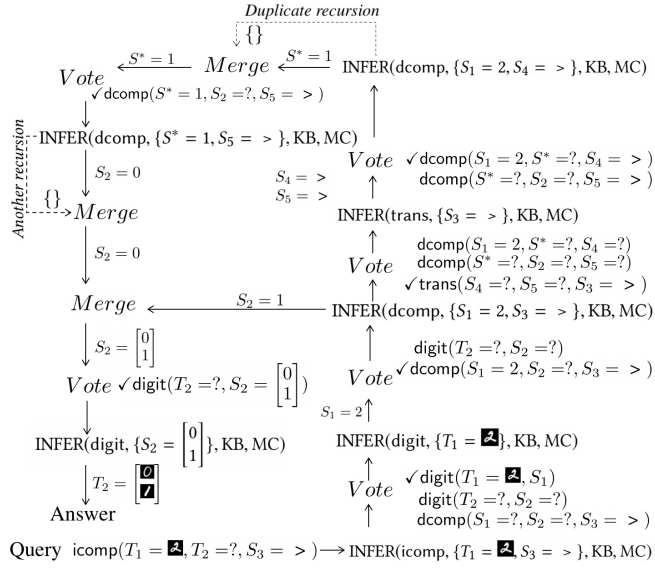 Duplicate recursion
{}
Vote
S* = 1
Merge
S* = 1
INFER(dcomp, {S₁ = 2, S₄ = > }, KB, MC)
✓dcomp(S* = 1, S₂ =?, S₅ = > )
INFER(dcomp, {S* = 1, S₅ = > }, KB, MC)
Another recursion
S₂ = 0
{}
Merge
S₂ = 0
Vote
✓dcomp(S₁ = 2, S* =?, S₄ = > )
dcomp(S* =?, S₂ =?, S₅ = > )
S₄ = >
S₅ = >
INFER(trans, {S₃ = > }, KB, MC)
Vote
dcomp(S₁ = 2, S* =?, S₄ =?)
dcomp(S* =?, S₂ =?, S₅ =?)
✓trans(S₄ =?, S₅ =?, S₃ = > )
Merge
S₂ = 1
INFER(dcomp, {S₁ = 2, S₃ = > }, KB, MC)
S₂ = [0 1]
Vote ✓digit(T₂ =?, S₂ = [0 1])
digit(T₂ =?, S₂ =?)
Vote ✓dcomp(S₁ = 2, S₂ =?, S₃ = > )
S₁ = 2
INFER(digit, {S₂ = [0 1]}, KB, MC)
INFER(digit, {T₁ = 2}, KB, MC)
T₂ = [0 1]
Answer
Vote
✓digit(T₁ = 2, S₁)
digit(T₂ =?, S₂ =?)
dcomp(S₁ =?, S₂ =?, S₃ = > )
Query icomp(T₁ = 2, T₂ =?, S₃ = > )
INFER(icomp, {T₁ = 2, S₃ = > }, KB, MC)